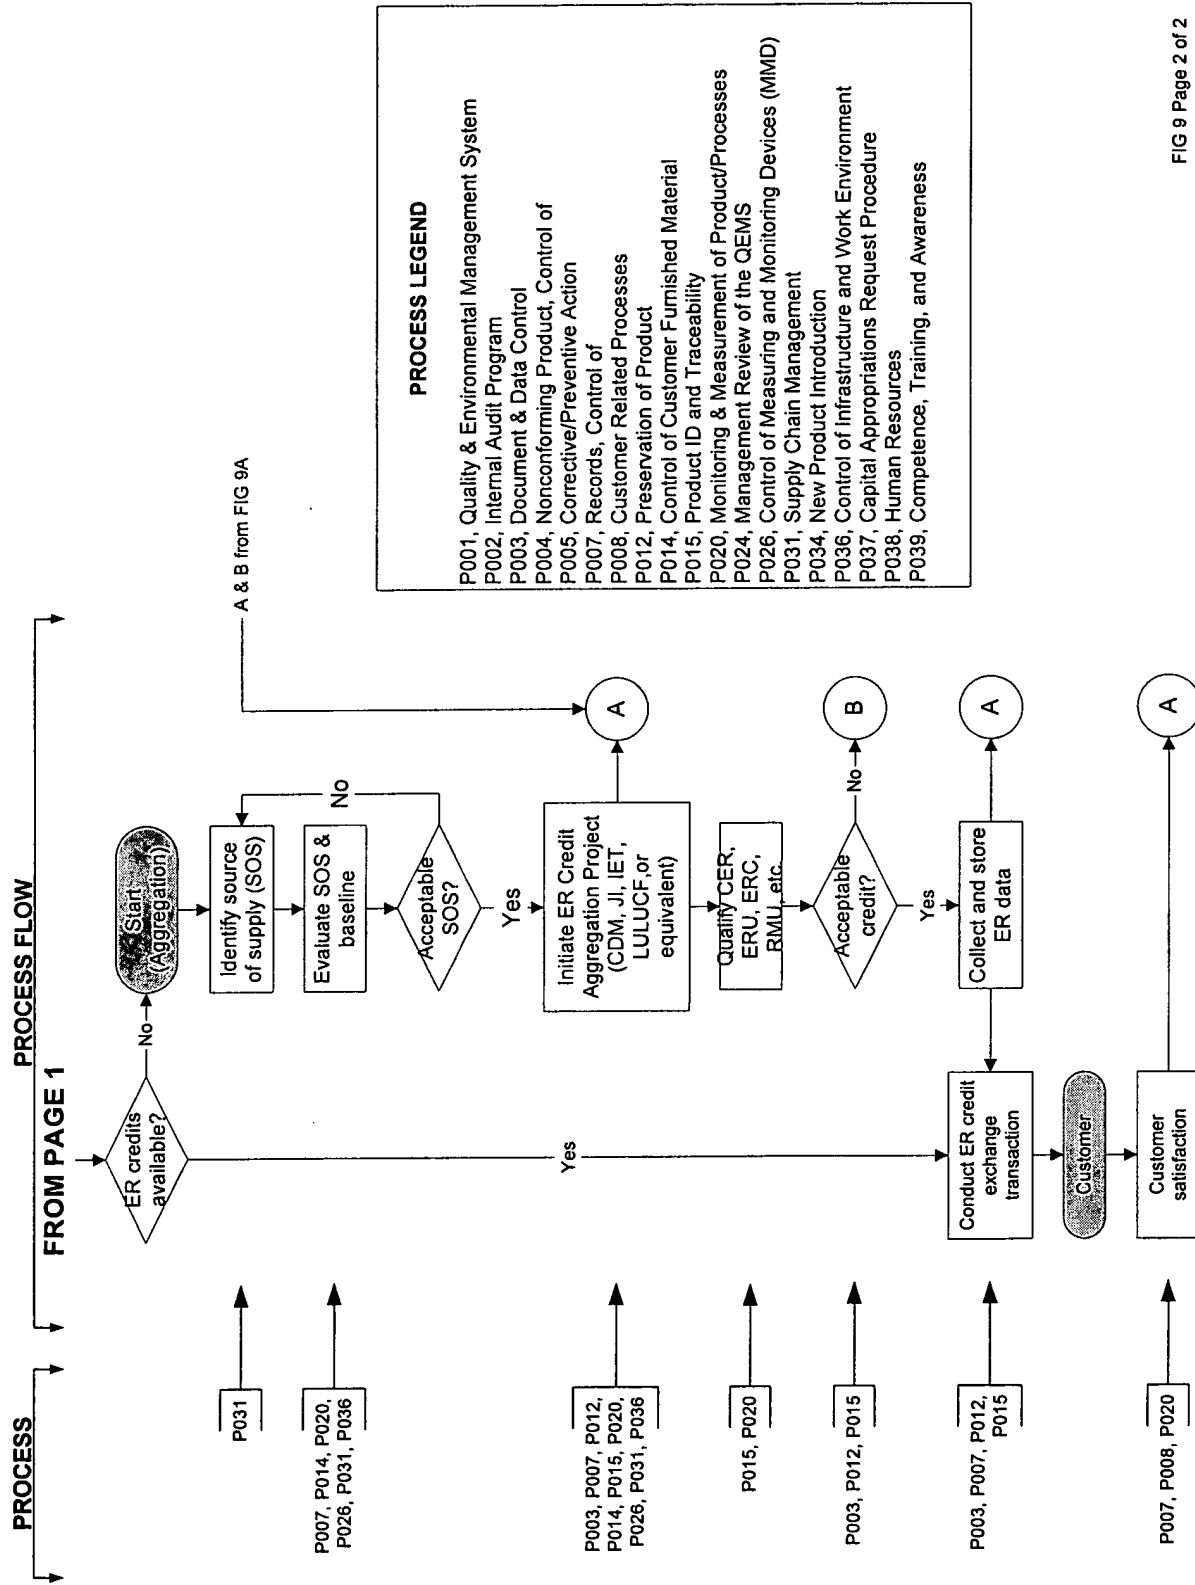 PROCESS
PROCESS FLOW
FROM PAGE 1
ER credits
available?
No
Start
(Aggregation)
P031
Identify source
of supply (SOS)
P007, P014, P020,
P026, P031, P036
Evaluate SOS &
baseline
No
Acceptable
SOS?
Yes
A & B from FIG 9A
P003, P007, P012,
P014, P015, P020,
P026, P031, P036
Yes
Initiate ER Credit
Aggregation Project
(CDM, JI, IET,
LULUCF,or
equivalent)
A
P015, P020
Qualify CER,
ERU, ERC,
RMU, etc.
P003, P012, P015
Acceptable
credit?
No
B
Yes
P003, P007, P012,
P015
Conduct ER credit
exchange
transaction
Collect and store
ER data
A
Customer
P007, P008, P020
Customer
satisfaction
A
PROCESS LEGEND
P001, Quality & Environmental Management System
P002, Internal Audit Program
P003, Document & Data Control
P004, Nonconforming Product, Control of
P005, Corrective/Preventive Action
P007, Records, Control of
P008, Customer Related Processes
P012, Preservation of Product
P014, Control of Customer Furnished Material
P015, Product ID and Traceability
P020, Monitoring & Measurement of Product/Processes
P024, Management Review of the QEMS
P026, Control of Measuring and Monitoring Devices (MMD)
P031, Supply Chain Management
P034, New Product Introduction
P036, Control of Infrastructure and Work Environment
P037, Capital Appropriations Request Procedure
P038, Human Resources
P039, Competence, Training, and Awareness
FIG 9 Page 2 of 2